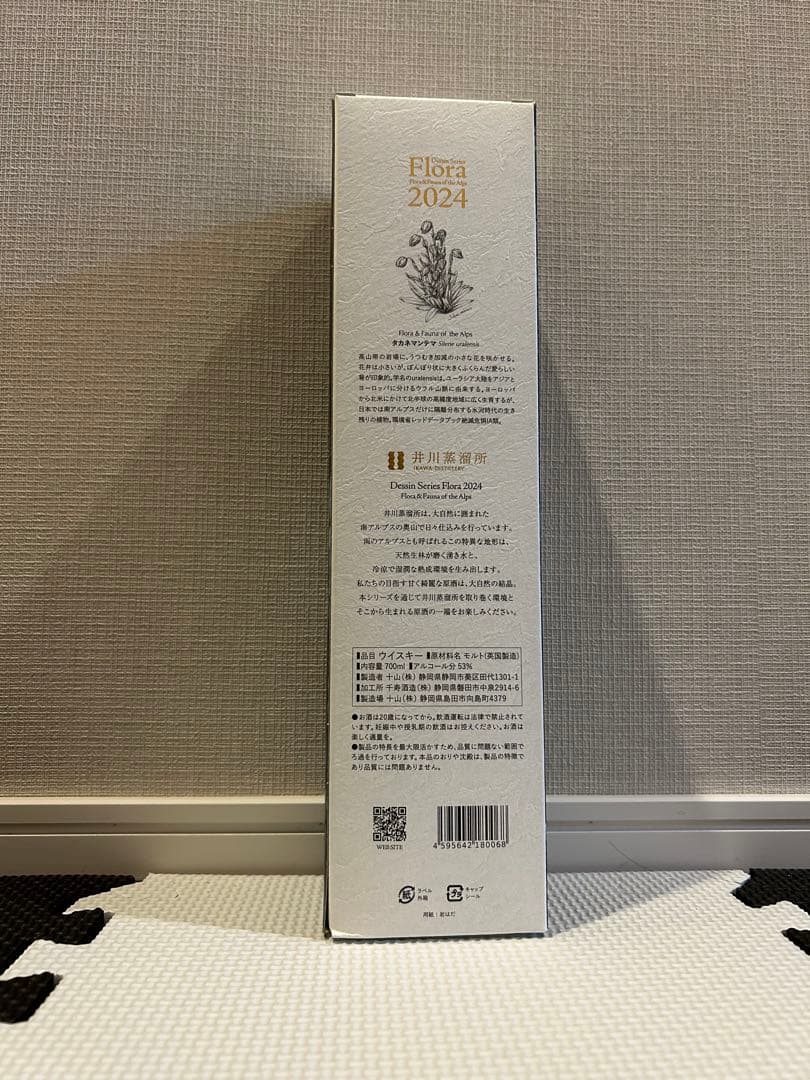 Dessin Series
Flora
Flora & Fauna of the Alps
2024
Flora & Fauna of the Alps
タカネマンテマ Silene uralensis
高山帯の岩場に、うつむき加減の小さな花を咲かせる。
花弁は小さいが、ぼんぼり状に大きくふくらんだ愛らしい
萼が印象的。学名のuralensisは、ユーラシア大陸をアジアと
ヨーロッパに分けるウラル山脈に由来する。ヨーロッパ
から北米にかけて北半球の高緯度地域に広く生育するが、
日本では南アルプスだけに隔離分布する氷河時代の生き
残りの植物。環境省レッドデータブック絶滅危惧IA類。
井川蒸溜所
IKAWA DISTILLERY
Dessin Series Flora 2024
Flora & Fauna of the Alps
井川蒸溜所は、大自然に囲まれた
南アルプスの奥山で日々仕込みを行っています。
雨のアルプスとも呼ばれるこの特異な地形は、
天然生林が磨く湧き水と、
冷涼で湿潤な熟成環境を生み出します。
私たちの目指す甘く綺麗な原酒は、大自然の結晶。
本シリーズを通じて井川蒸溜所を取り巻く環境と
そこから生まれる原酒の一端をお楽しみください。
▮品目 ウイスキー ▮原材料名 モルト(英国製造)
▮内容量 700ml ▮アルコール分 53%
▮製造者 十山(株) 静岡県静岡市葵区田代1301-1
▮加工所 千寿酒造(株) 静岡県磐田市中泉2914-6
▮製造場 十山(株) 静岡県島田市向島町4379
●お酒は20歳になってから。飲酒運転は法律で禁止されてい
ます。妊娠中や授乳期の飲酒はお控えください。お酒は
楽しく適量を。
●製品の特長を最大限活かすため、品質に問題ない範囲で
ろ過を行っております。本品のおりや沈殿は、製品の特徴で
あり品質には問題ありません。
WEBSITE
4 595642 180068
紙 ラベル 外箱
プラ キャップ シール
用紙:岩はだ